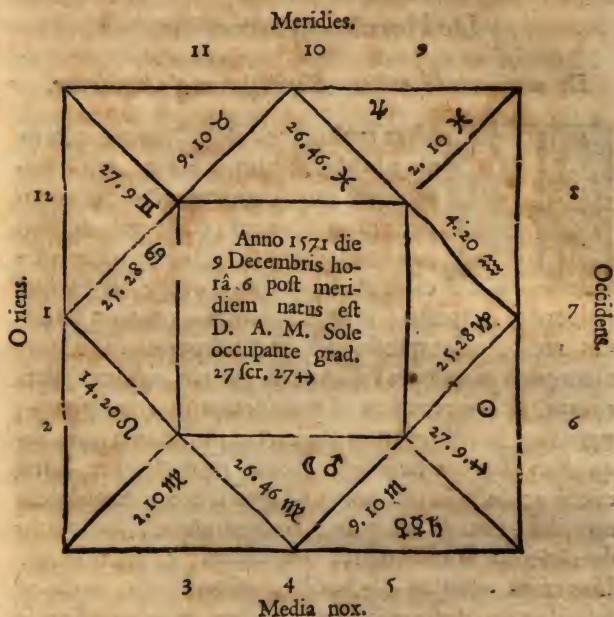 Meridies.
11 10 9
♃
9. 10 ♉
26. 46. ♓
2. 10 ♓
12
27. 9 ♊
8
4. 20 ♒
25. 28 ♋
Oriens.
1
Anno 1571 die
9 Decembris ho-
râ .6 poſt meri-
diem natus eſt
D. A. M. Sole
occupante grad.
27 ſcr. 27 ♐
7
Occidens.
25. 28 ♑
14. 20 ♌
2
☉
6
27. 9. ♐
26. 46 ♍
☽ ♂
2. 10 ♍
9. 10 ♏
♀ ☿ ♄
3 4 5
Media nox.